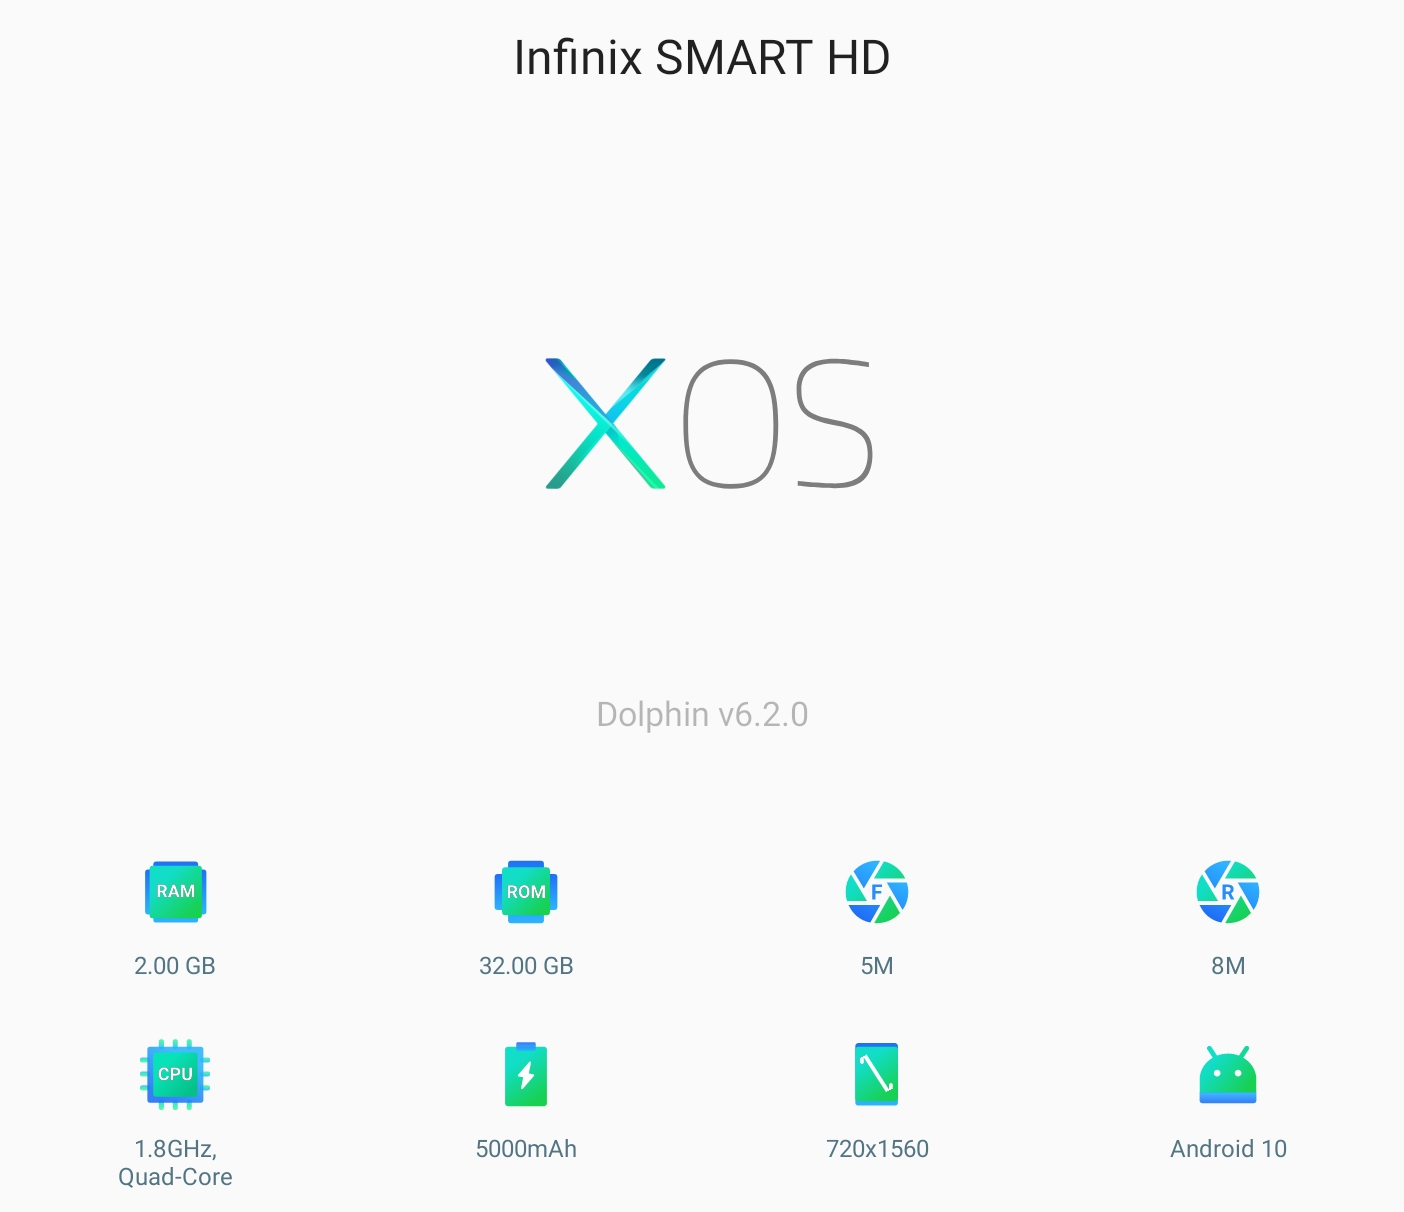 Infinix SMART HD
XOS
Dolphin v6.2.0
RAM
ROM
F
R
2.00 GB
32.00 GB
5M
8M
CPU
1.8GHz,
Quad-Core
5000mAh
720x1560
Android 10